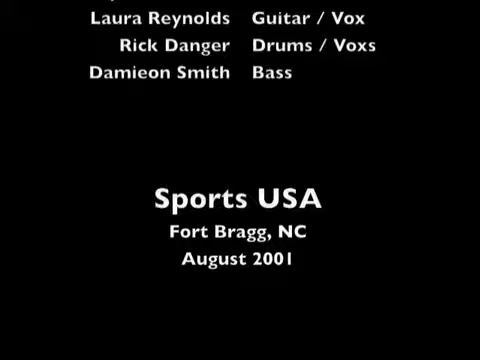 Laura Reynolds Guitar / Vox
Rick Danger Drums / Voxs
Damieon Smith Bass
Sports USA
Fort Bragg, NC
August 2001